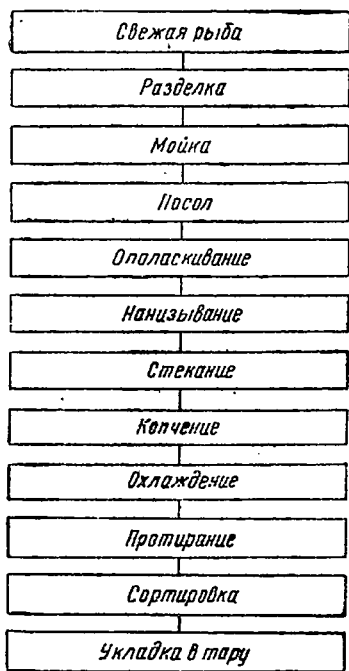 Свежая рыба
Разделка
Мойка
Посол
Ополаскивание
Нанизывание
Стекание
Копчение
Охлаждение
Протирание
Сортировка
Укладка в тару